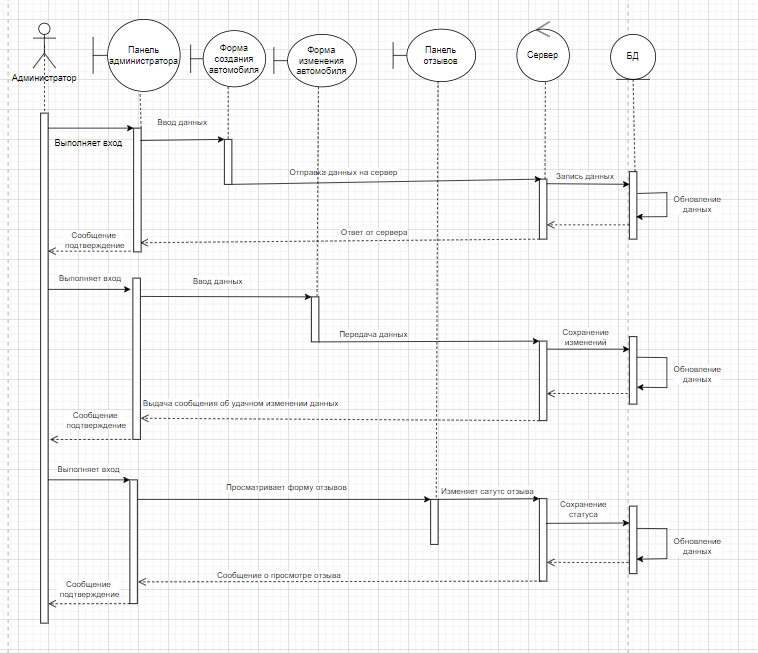 Администратор
Панель
администратора
Форма
создания
автомобиля
Форма
изменения
автомобиля
Панель
отзывов
Сервер
БД
Ввод данных
Выполняет вход
Отправка данных на сервер
Запись данных
Обновление
данных
Ответ от сервера
Сообщение
подтверждение
Выполняет вход
Ввод данных
Передача данных
Сохранение
изменений
Обновление
данных
Выдача сообщения об удачном изменении данных
Сообщение
подтверждение
Выполняет вход
Просматривает форму отзывов
Изменяет сатутс отзыва
Сохранение
статуса
Обновление
данных
Сообщение о просмотре отзыва
Сообщение
подтверждение